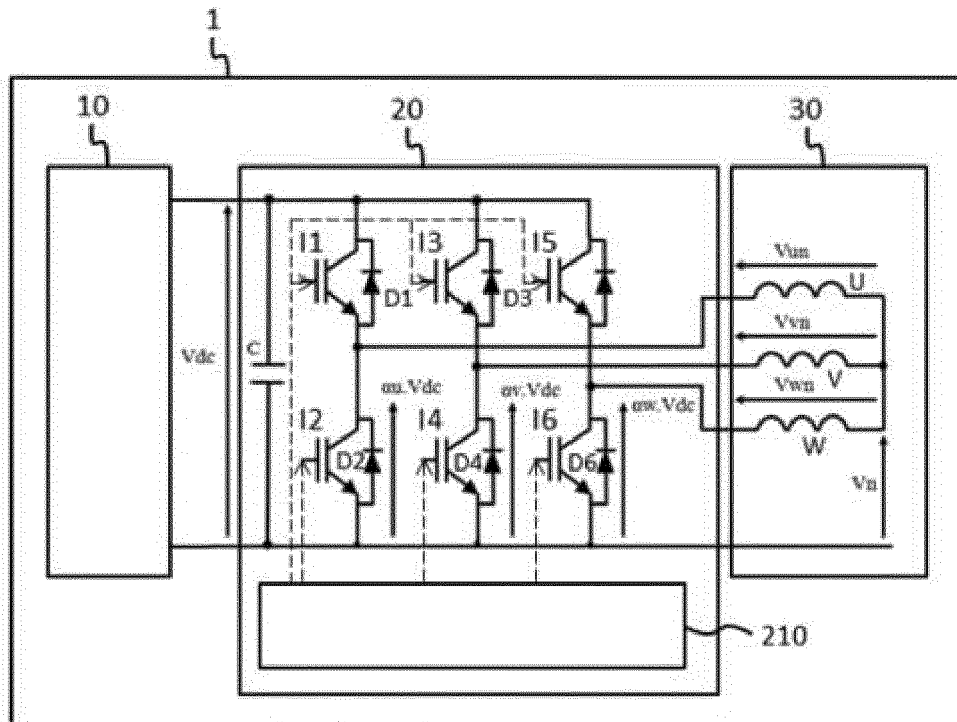 1
10
20
30
I1
I3
I5
D1
D3
Vun
U
Vvn
V
Vwn
W
Vdc
C
αu.Vdc
αv.Vdc
αw.Vdc
I2
I4
I6
D2
D4
D6
Vn
210